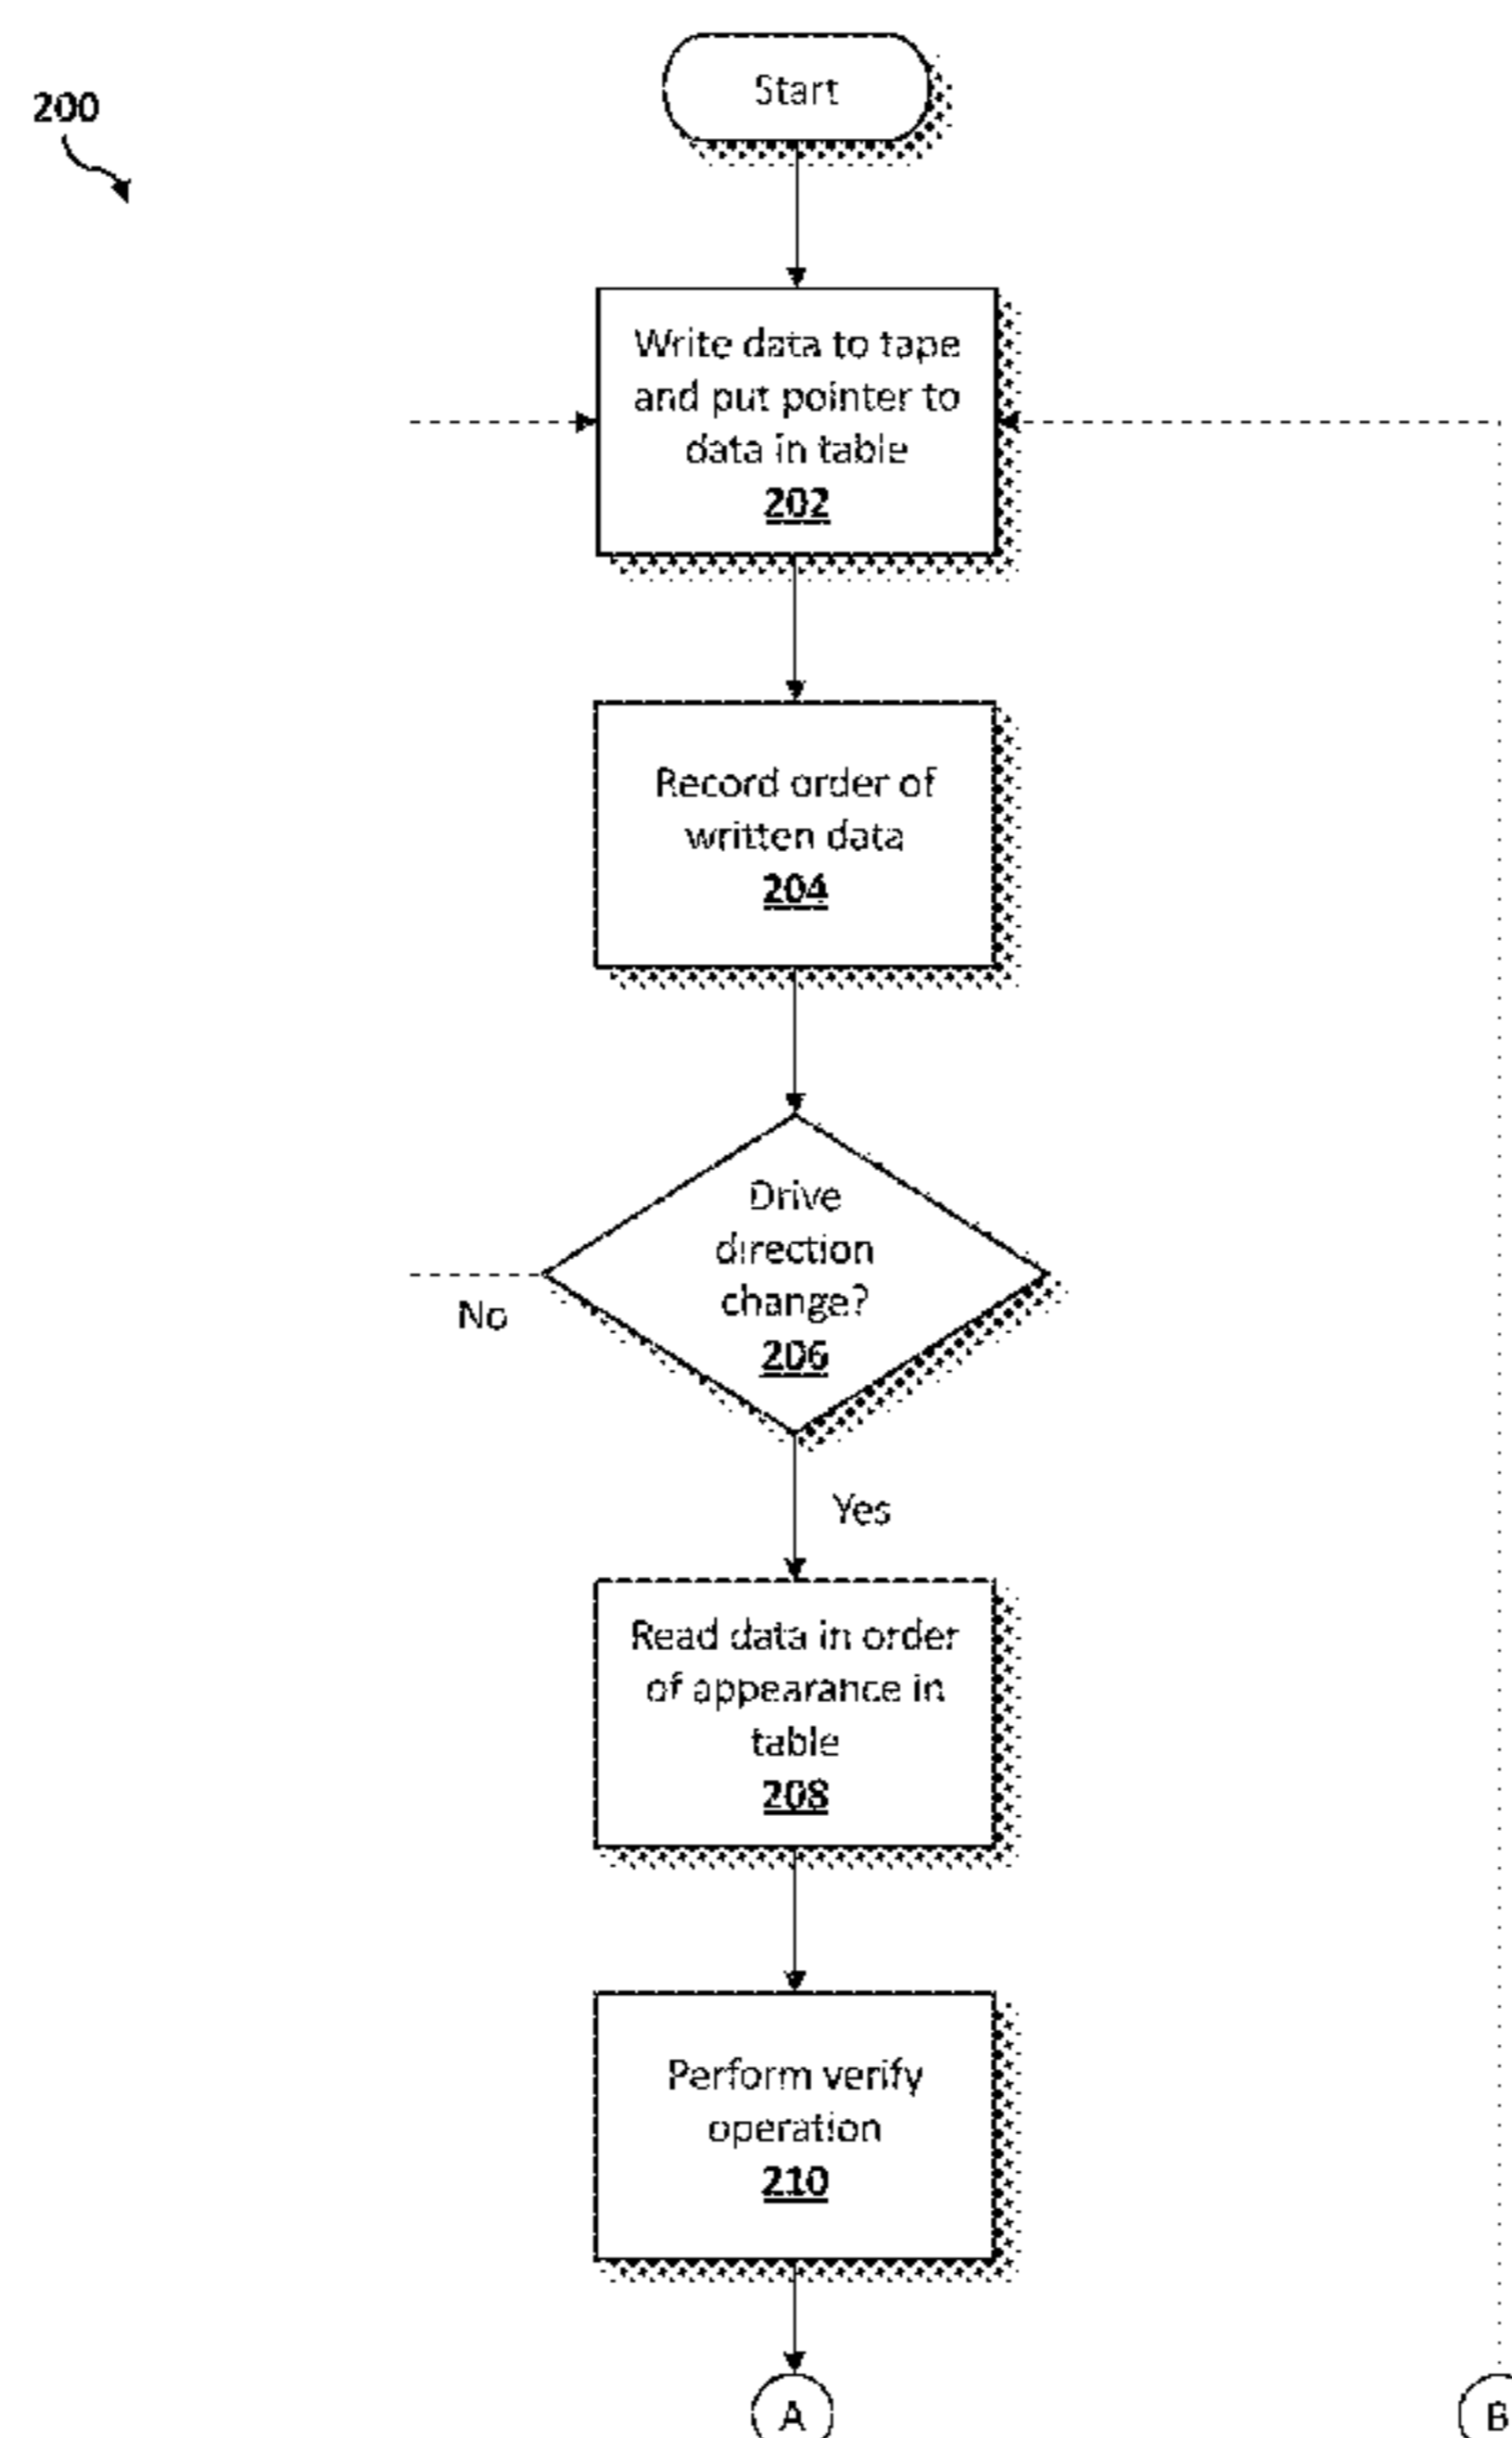 Start
200
Write data to tape
and put pointer to
data in table
202
Record order of
written data
204
Drive
direction
change?
206
No
Yes
Read data in order
of appearance in
table
208
Perform verify
operation
210
A
B